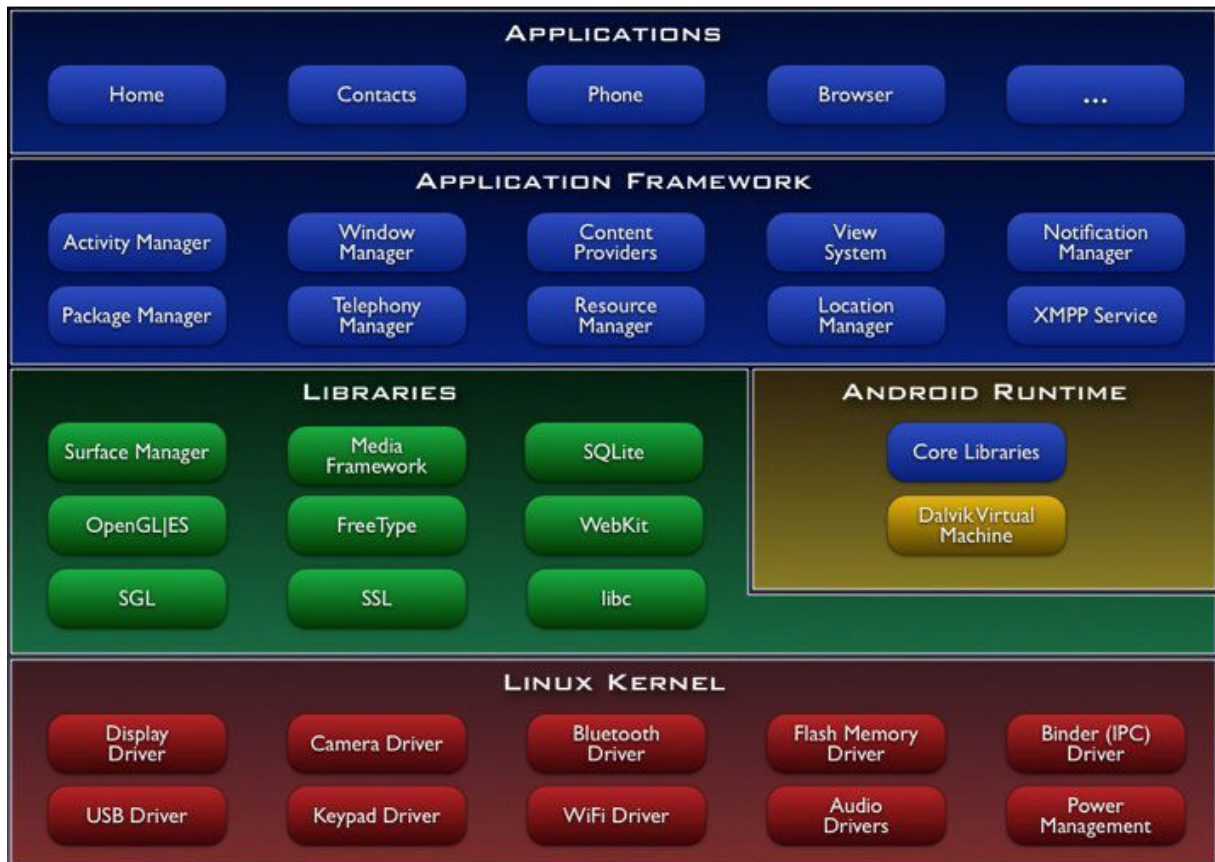 APPLICATIONS
Home
Contacts
Phone
Browser
...
APPLICATION FRAMEWORK
Activity Manager
Window
Manager
Content
Providers
View
System
Notification
Manager
Package Manager
Telephony
Manager
Resource
Manager
Location
Manager
XMPP Service
LIBRARIES
Surface Manager
Media
Framework
SQLite
OpenGL|ES
FreeType
WebKit
SGL
SSL
libc
ANDROID RUNTIME
Core Libraries
Dalvik Virtual
Machine
LINUX KERNEL
Display
Driver
Camera Driver
Bluetooth
Driver
Flash Memory
Driver
Binder (IPC)
Driver
USB Driver
Keypad Driver
WiFi Driver
Audio
Drivers
Power
Management